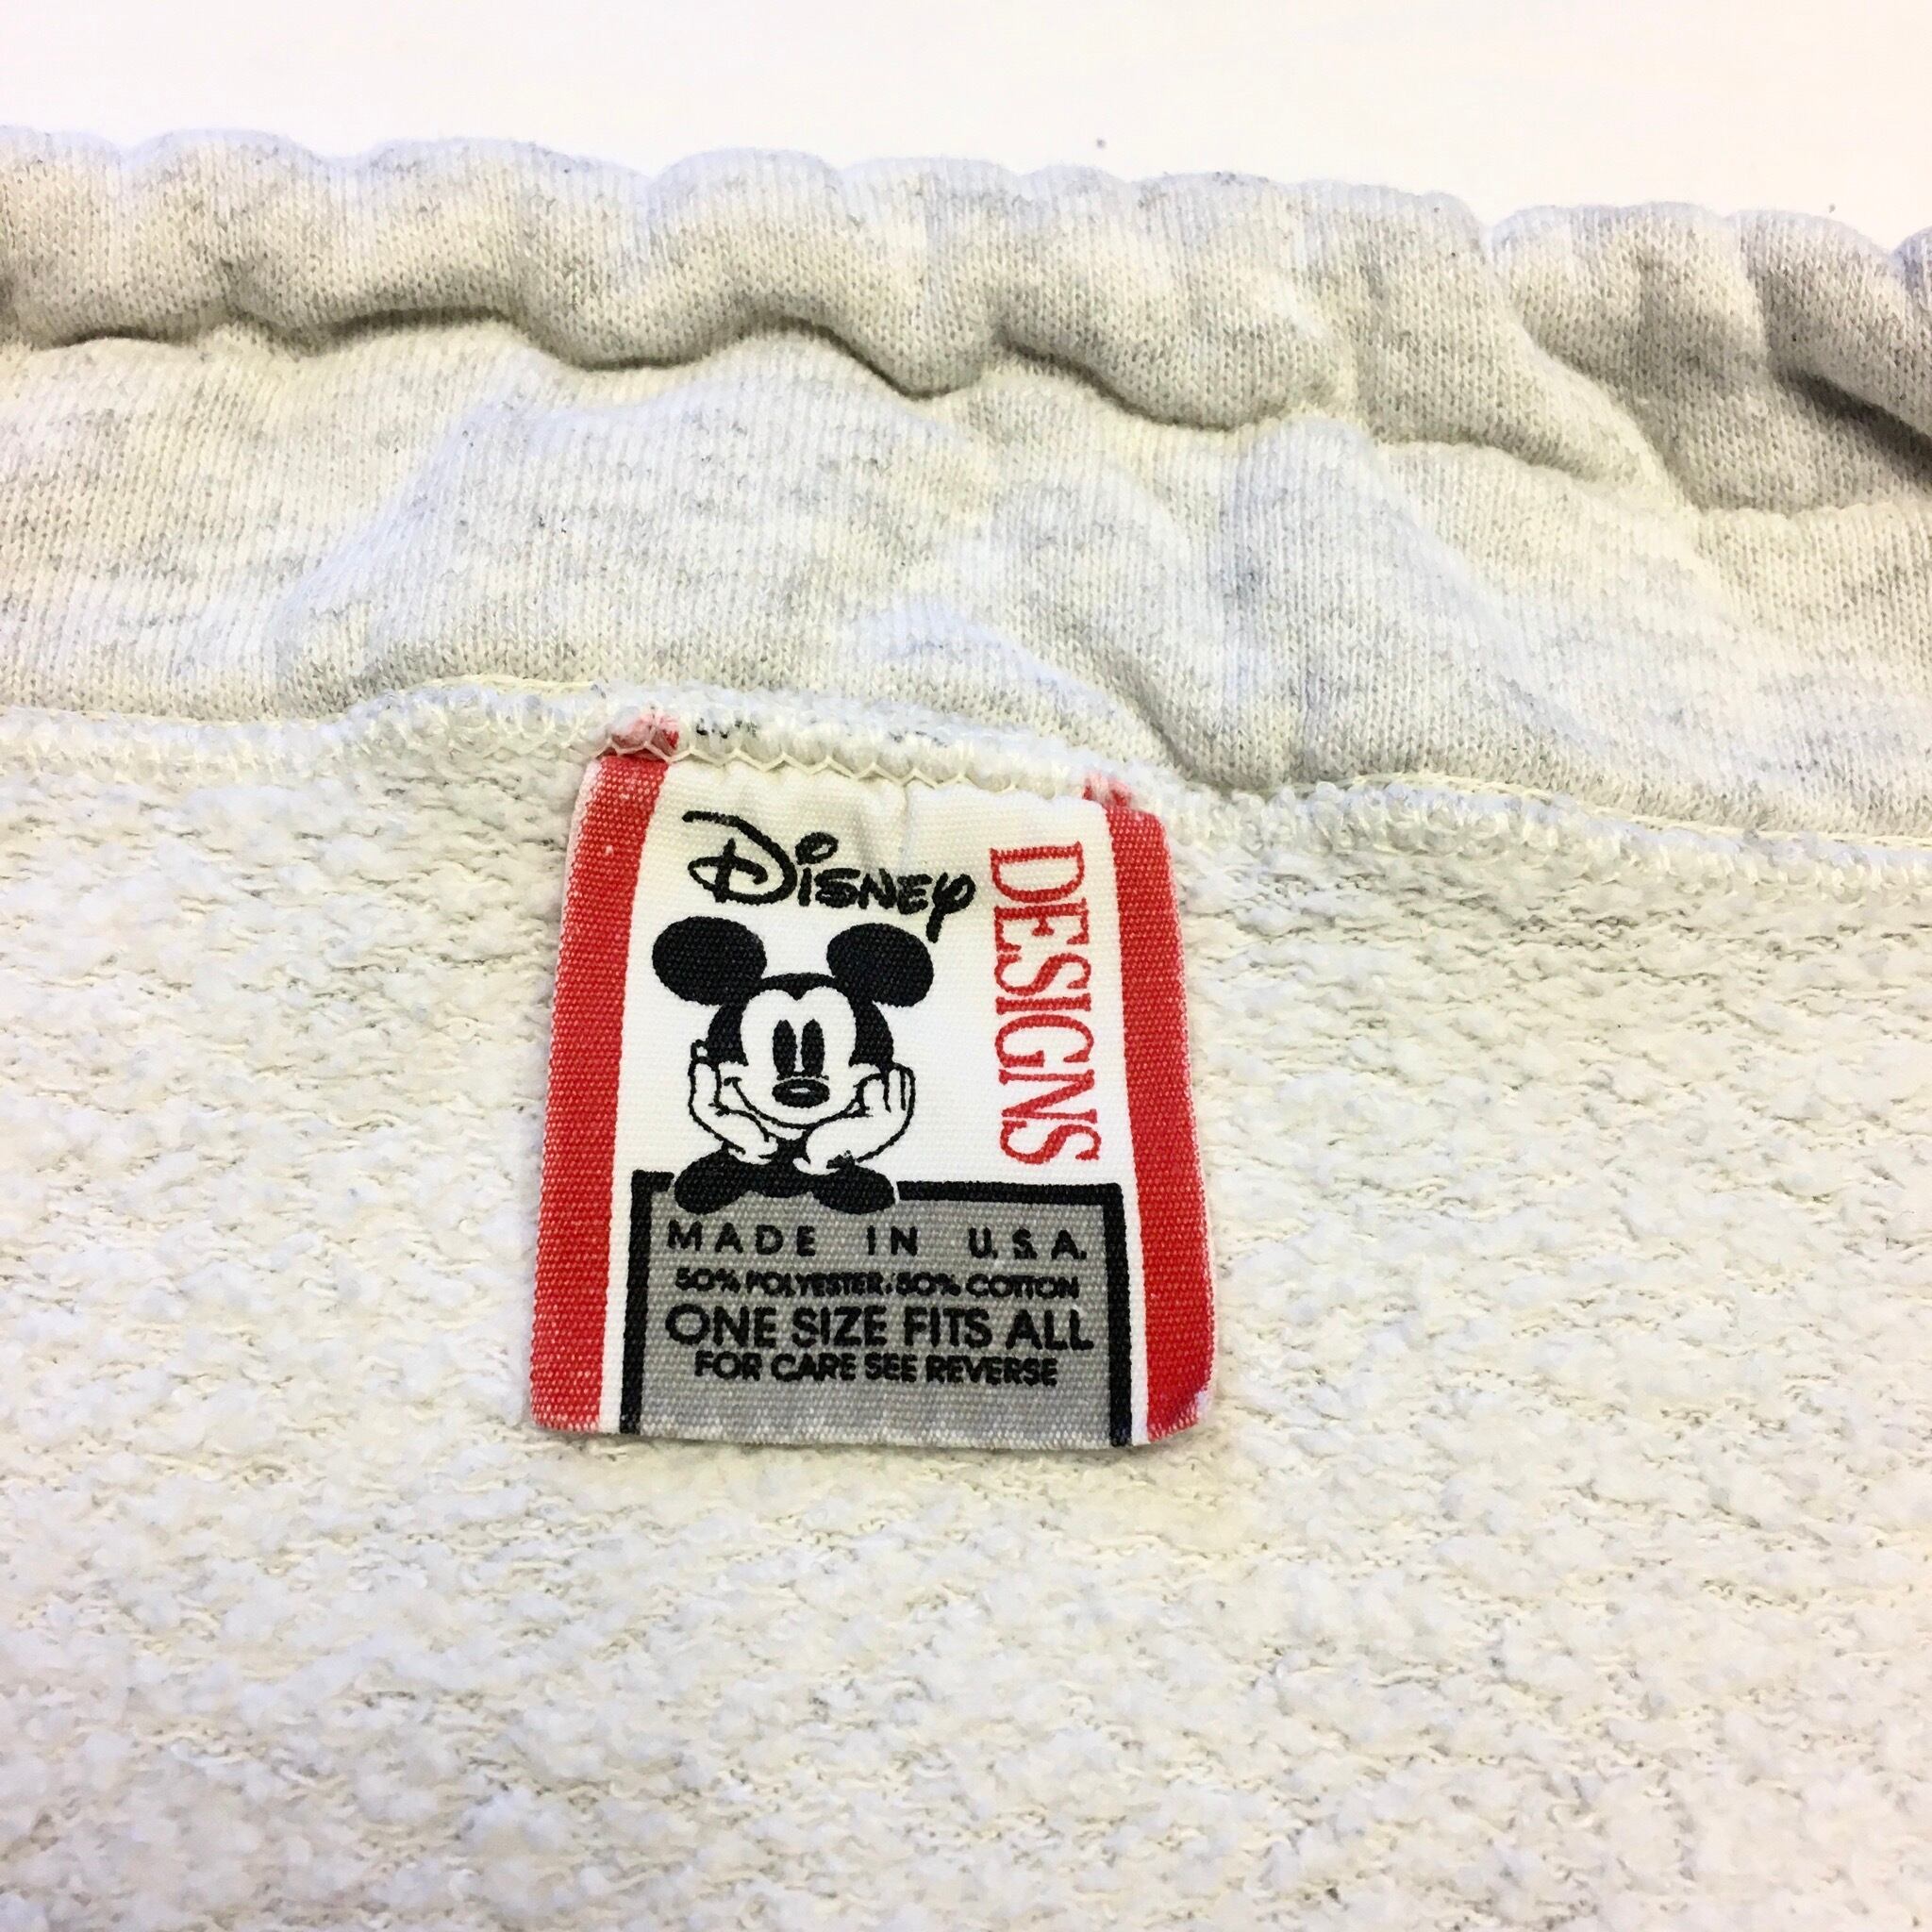 Disney
DESIGNS
MADE IN U.S.A.
50% POLYESTER, 50% COTTON
ONE SIZE FITS ALL
FOR CARE SEE REVERSE